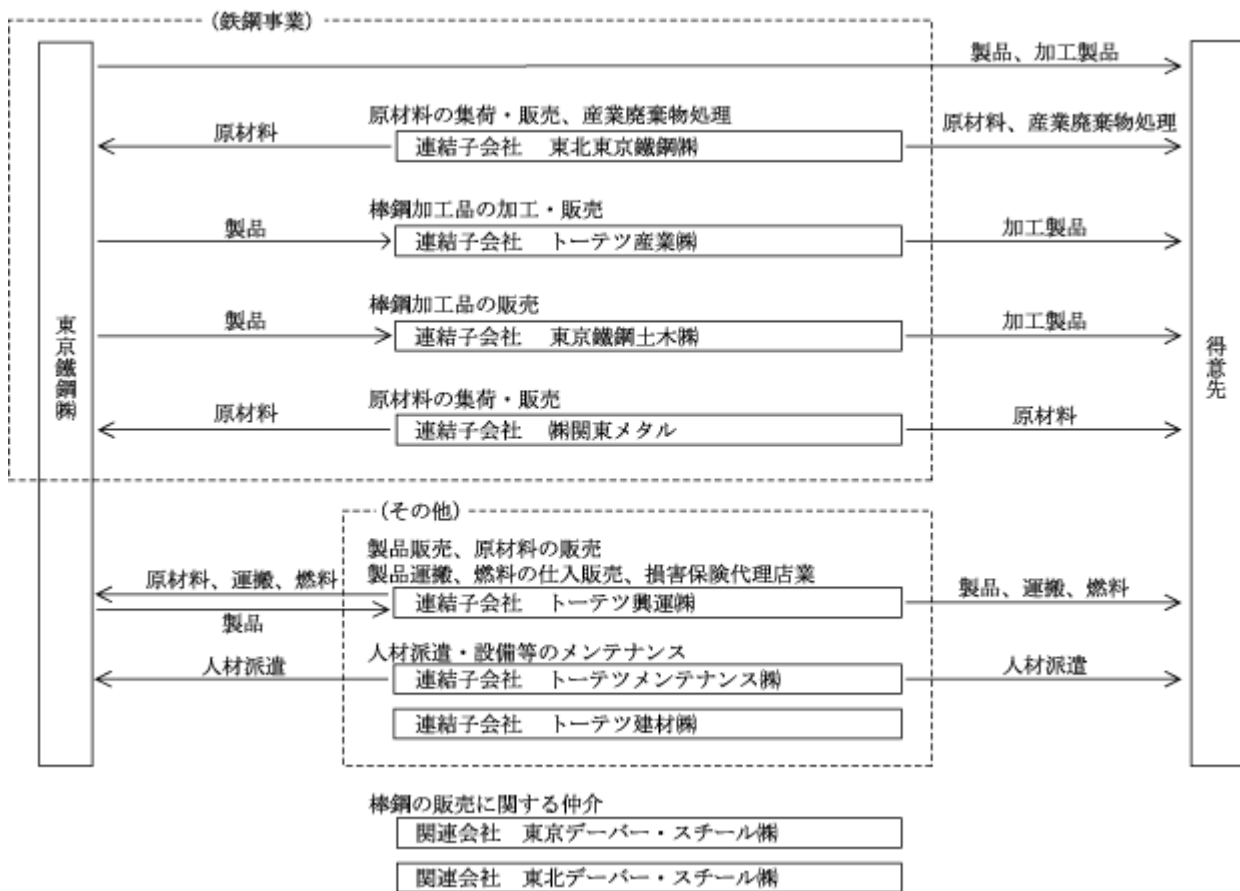 (鉄鋼事業)
製品、加工製品
原材料の集荷・販売、産業廃棄物処理
原材料
連結子会社 東北東京鐵鋼㈱
原材料、産業廃棄物処理
棒鋼加工品の加工・販売
製品
連結子会社 トーテツ産業㈱
加工製品
棒鋼加工品の販売
製品
連結子会社 東京鐵鋼土木㈱
加工製品
東京鐵鋼㈱
得意先
原材料の集荷・販売
原材料
連結子会社 ㈱関東メタル
原材料
(その他)
製品販売、原材料の販売
製品運搬、燃料の仕入販売、損害保険代理店業
原材料、運搬、燃料
連結子会社 トーテツ興運㈱
製品、運搬、燃料
製品
人材派遣・設備等のメンテナンス
人材派遣
連結子会社 トーテツメンテナンス㈱
人材派遣
連結子会社 トーテツ建材㈱
棒鋼の販売に関する仲介
関連会社 東京デーバー・スチール㈱
関連会社 東北デーバー・スチール㈱